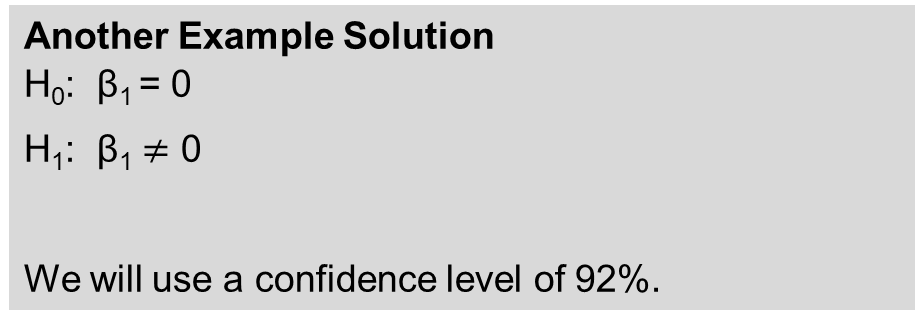 Another Example Solution
H₀: β₁ = 0
H₁: β₁ ≠ 0
We will use a confidence level of 92%.